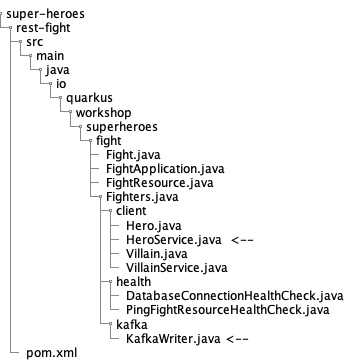 super-heroes
rest-fight
src
main
java
io
quarkus
workshop
superheroes
fight
Fight.java
FightApplication.java
FightResource.java
Fighters.java
client
Hero.java
HeroService.java <--
Villain.java
VillainService.java
health
DatabaseConnectionHealthCheck.java
PingFightResourceHealthCheck.java
kafka
KafkaWriter.java <--
pom.xml